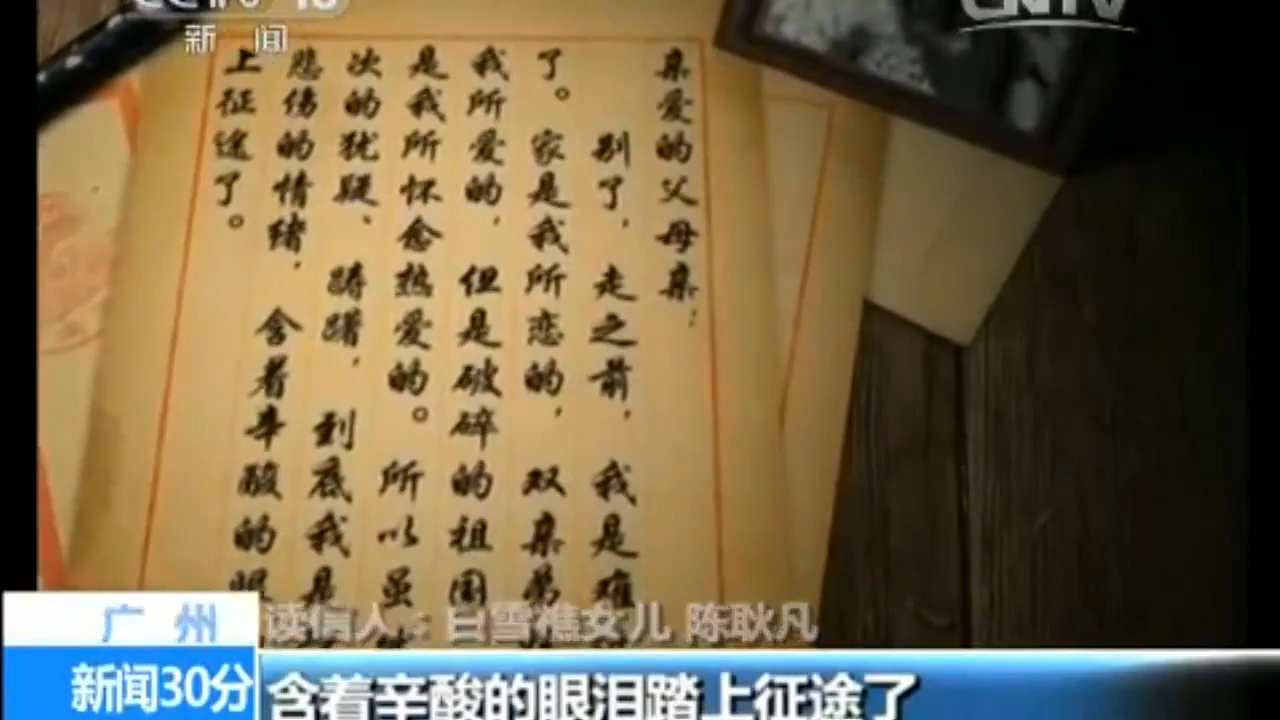 CCTV 13
新 闻
CNTV
亲爱的父母亲：
别了，走之前，我是难
了。家是我所恋的，双亲弟
我所爱的，但是破碎的祖国
是我所怀念热爱的。所以虽
次的犹疑、踌躇，到底我是
悲傷的情绪，含着辛酸的眼
上征途了。
广 州
读信人：白雪樵女儿 陈耿凡
新闻30分
含着辛酸的眼泪踏上征途了